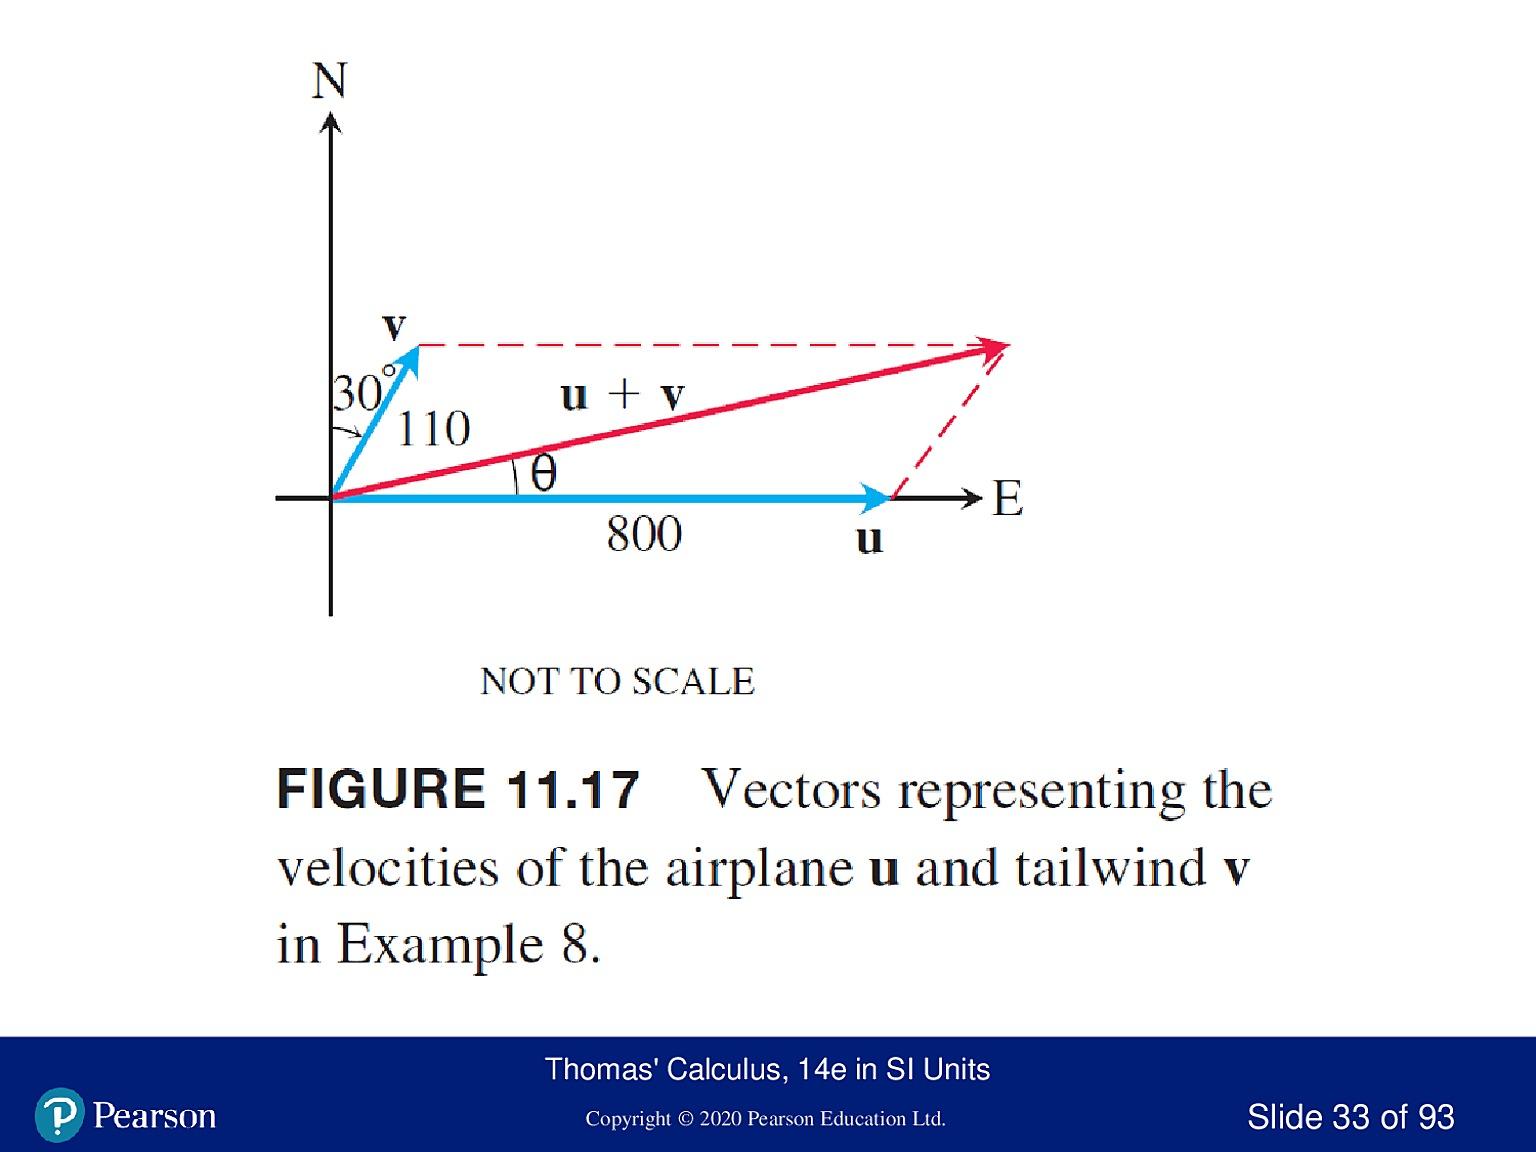 N
v
30°
110
u + v
θ
E
800
u
NOT TO SCALE
FIGURE 11.17 Vectors representing the
velocities of the airplane u and tailwind v
in Example 8.
Thomas' Calculus, 14e in SI Units
Pearson
Copyright © 2020 Pearson Education Ltd.
Slide 33 of 93